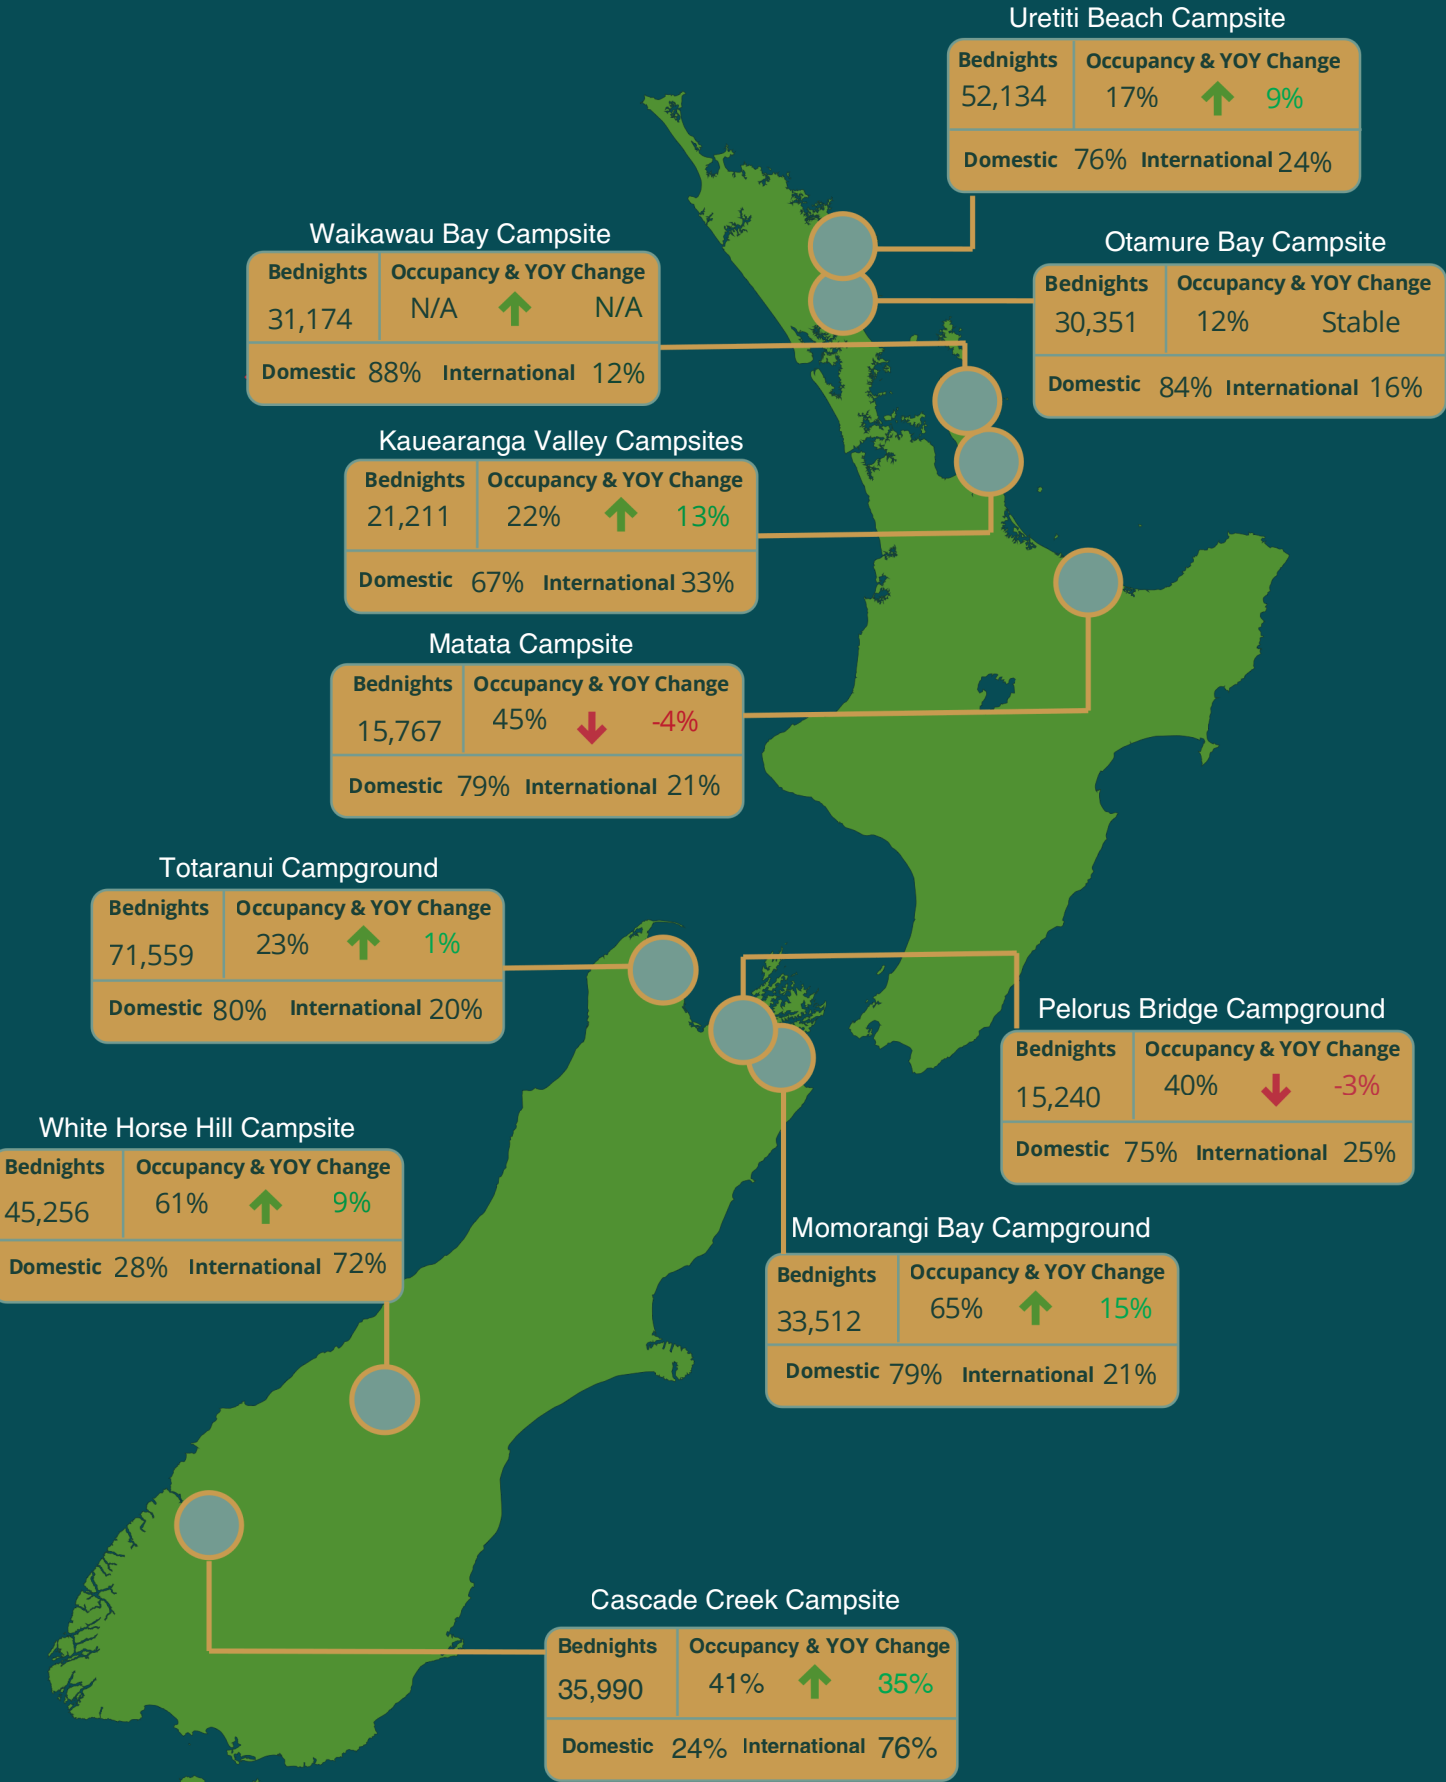 Uretiti Beach Campsite
Bednights Occupancy & YOY Change
52,134 17% 9%
Domestic 76% International 24%
Waikawau Bay Campsite
Bednights Occupancy & YOY Change
31,174 N/A N/A
Domestic 88% International 12%
Otamure Bay Campsite
Bednights Occupancy & YOY Change
30,351 12% Stable
Domestic 84% International 16%
Kauearanga Valley Campsites
Bednights Occupancy & YOY Change
21,211 22% 13%
Domestic 67% International 33%
Matata Campsite
Bednights Occupancy & YOY Change
15,767 45% -4%
Domestic 79% International 21%
Totaranui Campground
Bednights Occupancy & YOY Change
71,559 23% 1%
Domestic 80% International 20%
Pelorus Bridge Campground
Bednights Occupancy & YOY Change
15,240 40% -3%
Domestic 75% International 25%
White Horse Hill Campsite
Bednights Occupancy & YOY Change
45,256 61% 9%
Domestic 28% International 72%
Momorangi Bay Campground
Bednights Occupancy & YOY Change
33,512 65% 15%
Domestic 79% International 21%
Cascade Creek Campsite
Bednights Occupancy & YOY Change
35,990 41% 35%
Domestic 24% International 76%